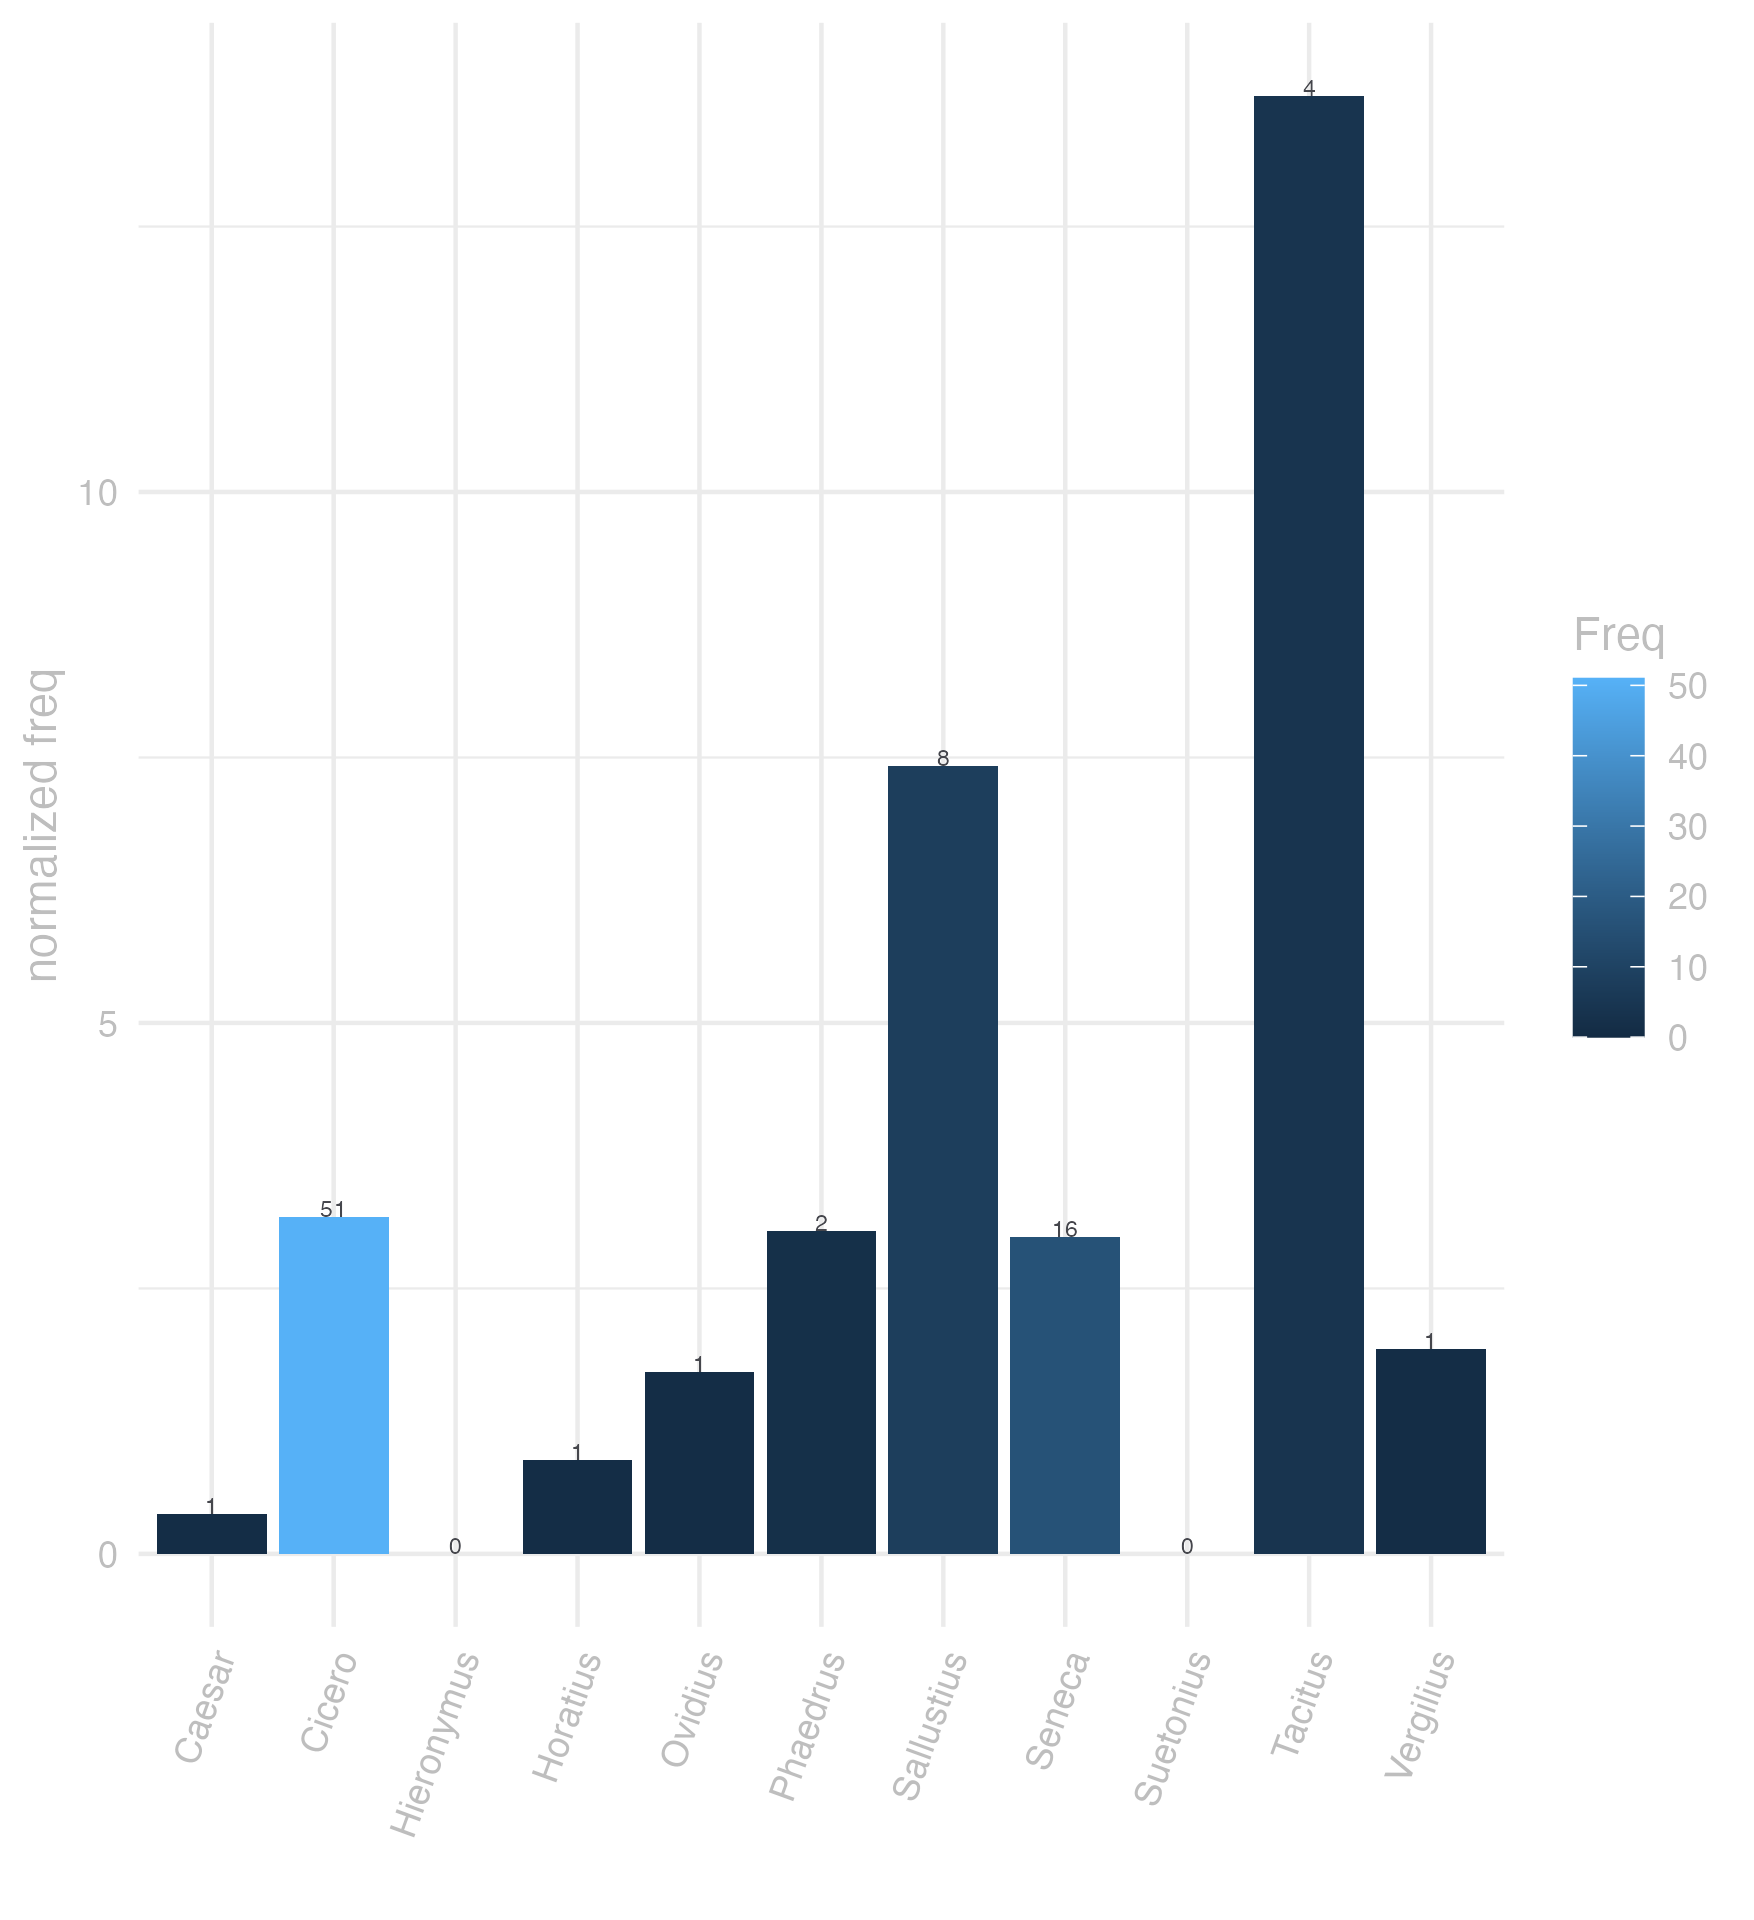 4
10
8
normalized freq
Freq
50
40
30
20
10
0
5
51
2
16
1
1
1
1
0
0
0
Caesar
Cicero
Hieronymus
Horatius
Ovidius
Phaedrus
Sallustius
Seneca
Suetonius
Tacitus
Vergilius